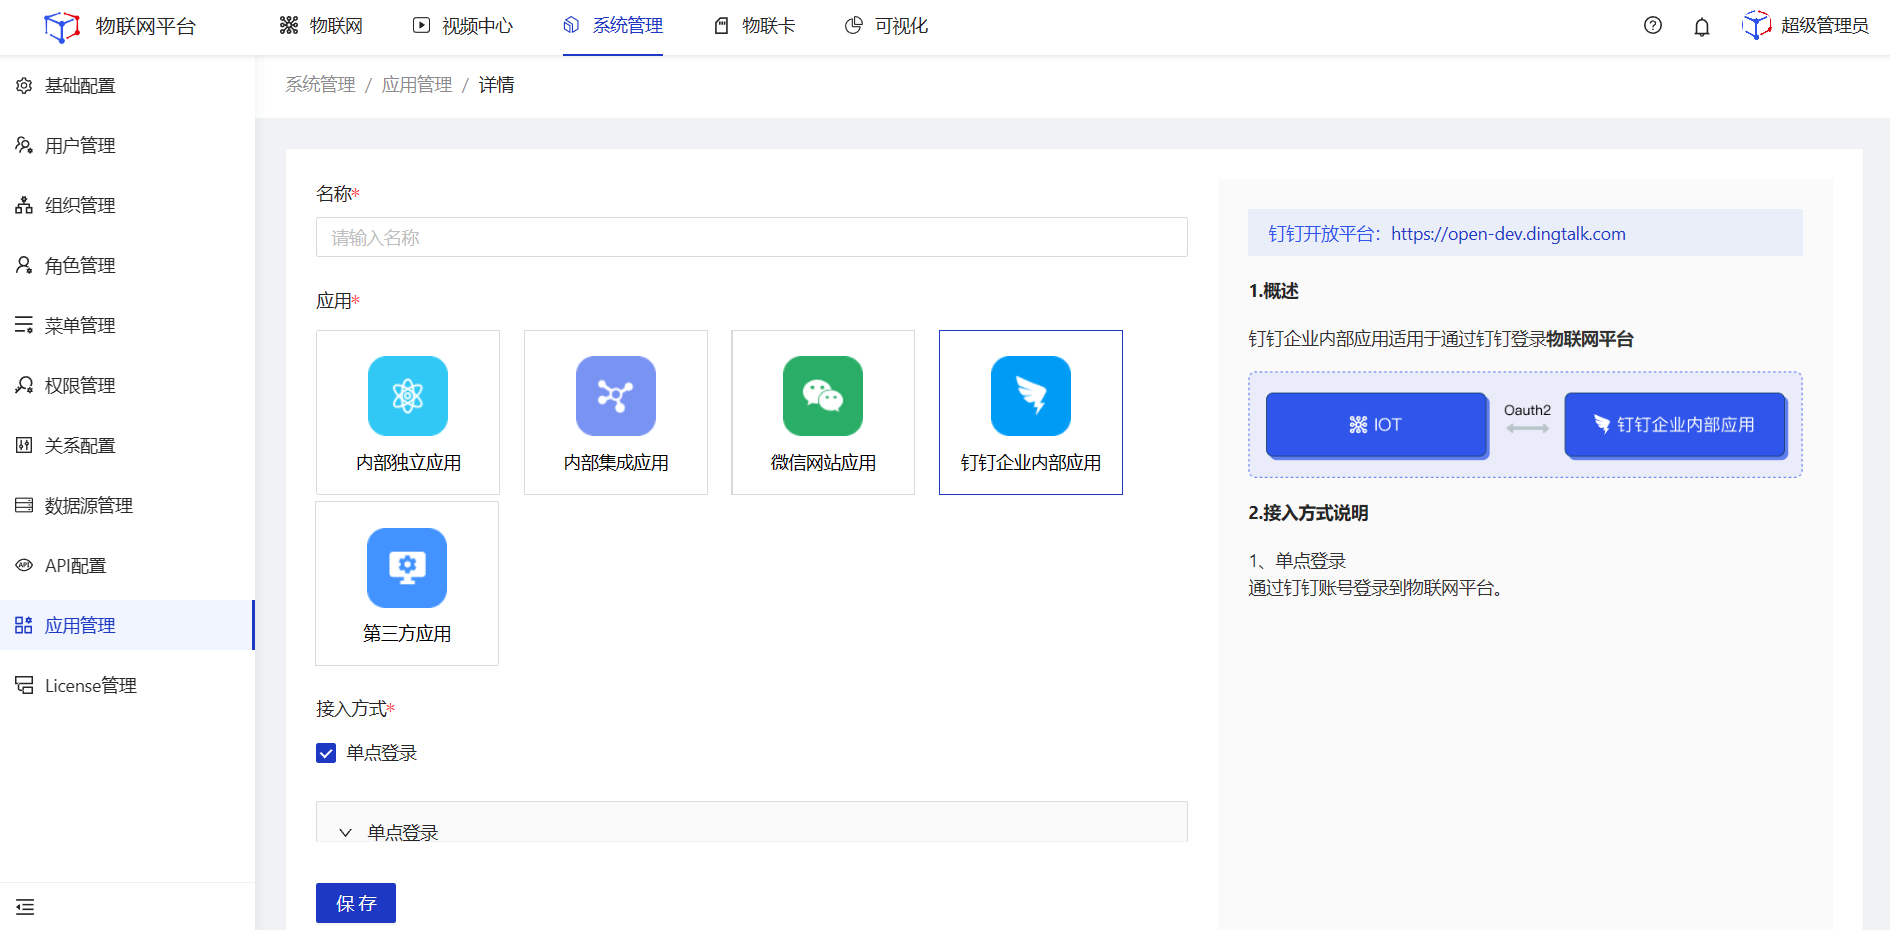 物联网平台
物联网
视频中心
系统管理
物联卡
可视化
超级管理员
基础配置
用户管理
组织管理
角色管理
菜单管理
权限管理
关系配置
数据源管理
API配置
应用管理
License管理
系统管理 / 应用管理 / 详情
名称*
请输入名称
应用*
内部独立应用
内部集成应用
微信网站应用
钉钉企业内部应用
第三方应用
接入方式*
单点登录
单点登录
保 存
钉钉开放平台：https://open-dev.dingtalk.com
1.概述
钉钉企业内部应用适用于通过钉钉登录物联网平台
IOT
Oauth2
钉钉企业内部应用
2.接入方式说明
1、单点登录
通过钉钉账号登录到物联网平台。